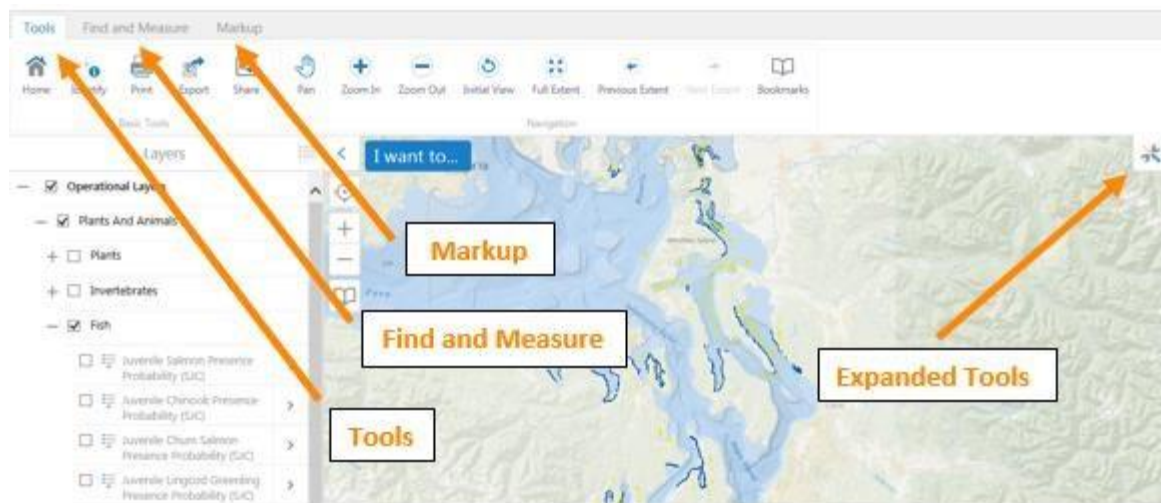 Tools Find and Measure Markup
Home Identify Print Export Share Pan Zoom In Zoom Out Initial View Full Extent Previous Extent Next Extent Bookmarks
Basic Tools Navigation
Layers
I want to...
Operational Layers
Plants And Animals
Markup
Plants
Invertebrates
Fish
Find and Measure
Juvenile Salmon Presence
Probability (SJC)
Expanded Tools
Juvenile Chinook Presence
Probability (SJC)
Tools
Juvenile Chum Salmon
Presence Probability (SJC)
Juvenile Lingcod Greenling
Presence Probability (SJC)